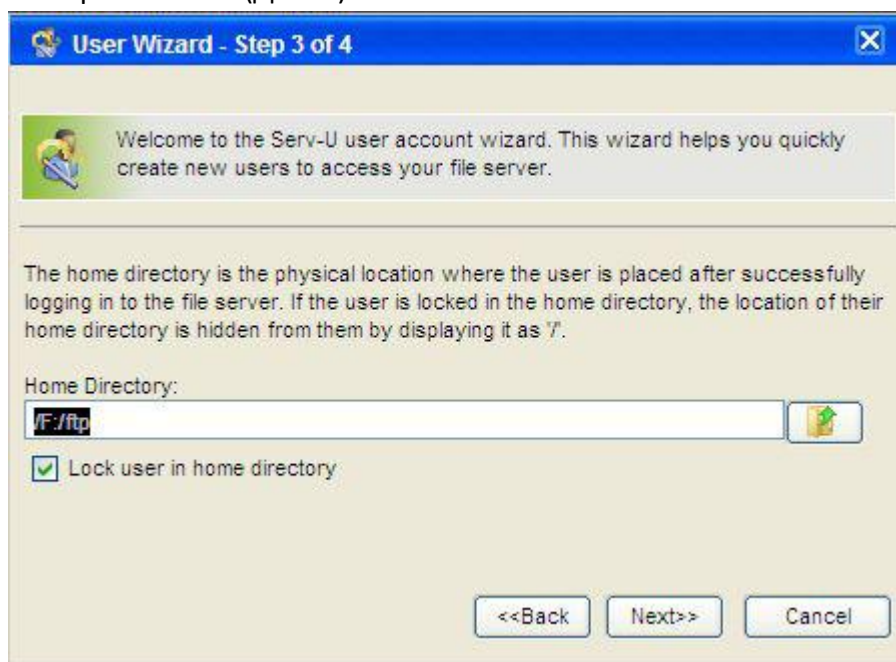 User Wizard - Step 3 of 4
Welcome to the Serv-U user account wizard. This wizard helps you quickly
create new users to access your file server.
The home directory is the physical location where the user is placed after successfully
logging in to the file server. If the user is locked in the home directory, the location of their
home directory is hidden from them by displaying it as '/'.
Home Directory:
/F:/ftp
Lock user in home directory
<<Back Next>> Cancel